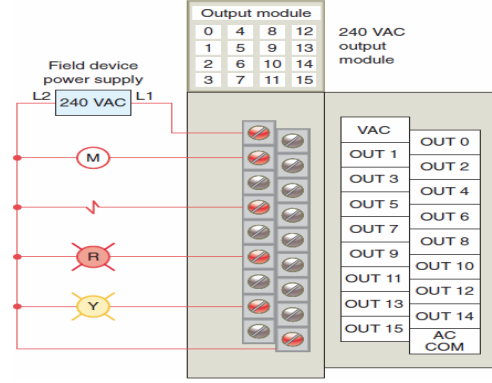 Output module
0 4 8 12
1 5 9 13
2 6 10 14
3 7 11 15
240 VAC
output
module
Field device
power supply
L2 240 VAC L1
M
R
Y
VAC
OUT 0
OUT 1
OUT 2
OUT 3
OUT 4
OUT 5
OUT 6
OUT 7
OUT 8
OUT 9
OUT 10
OUT 11
OUT 12
OUT 13
OUT 14
OUT 15
AC
COM